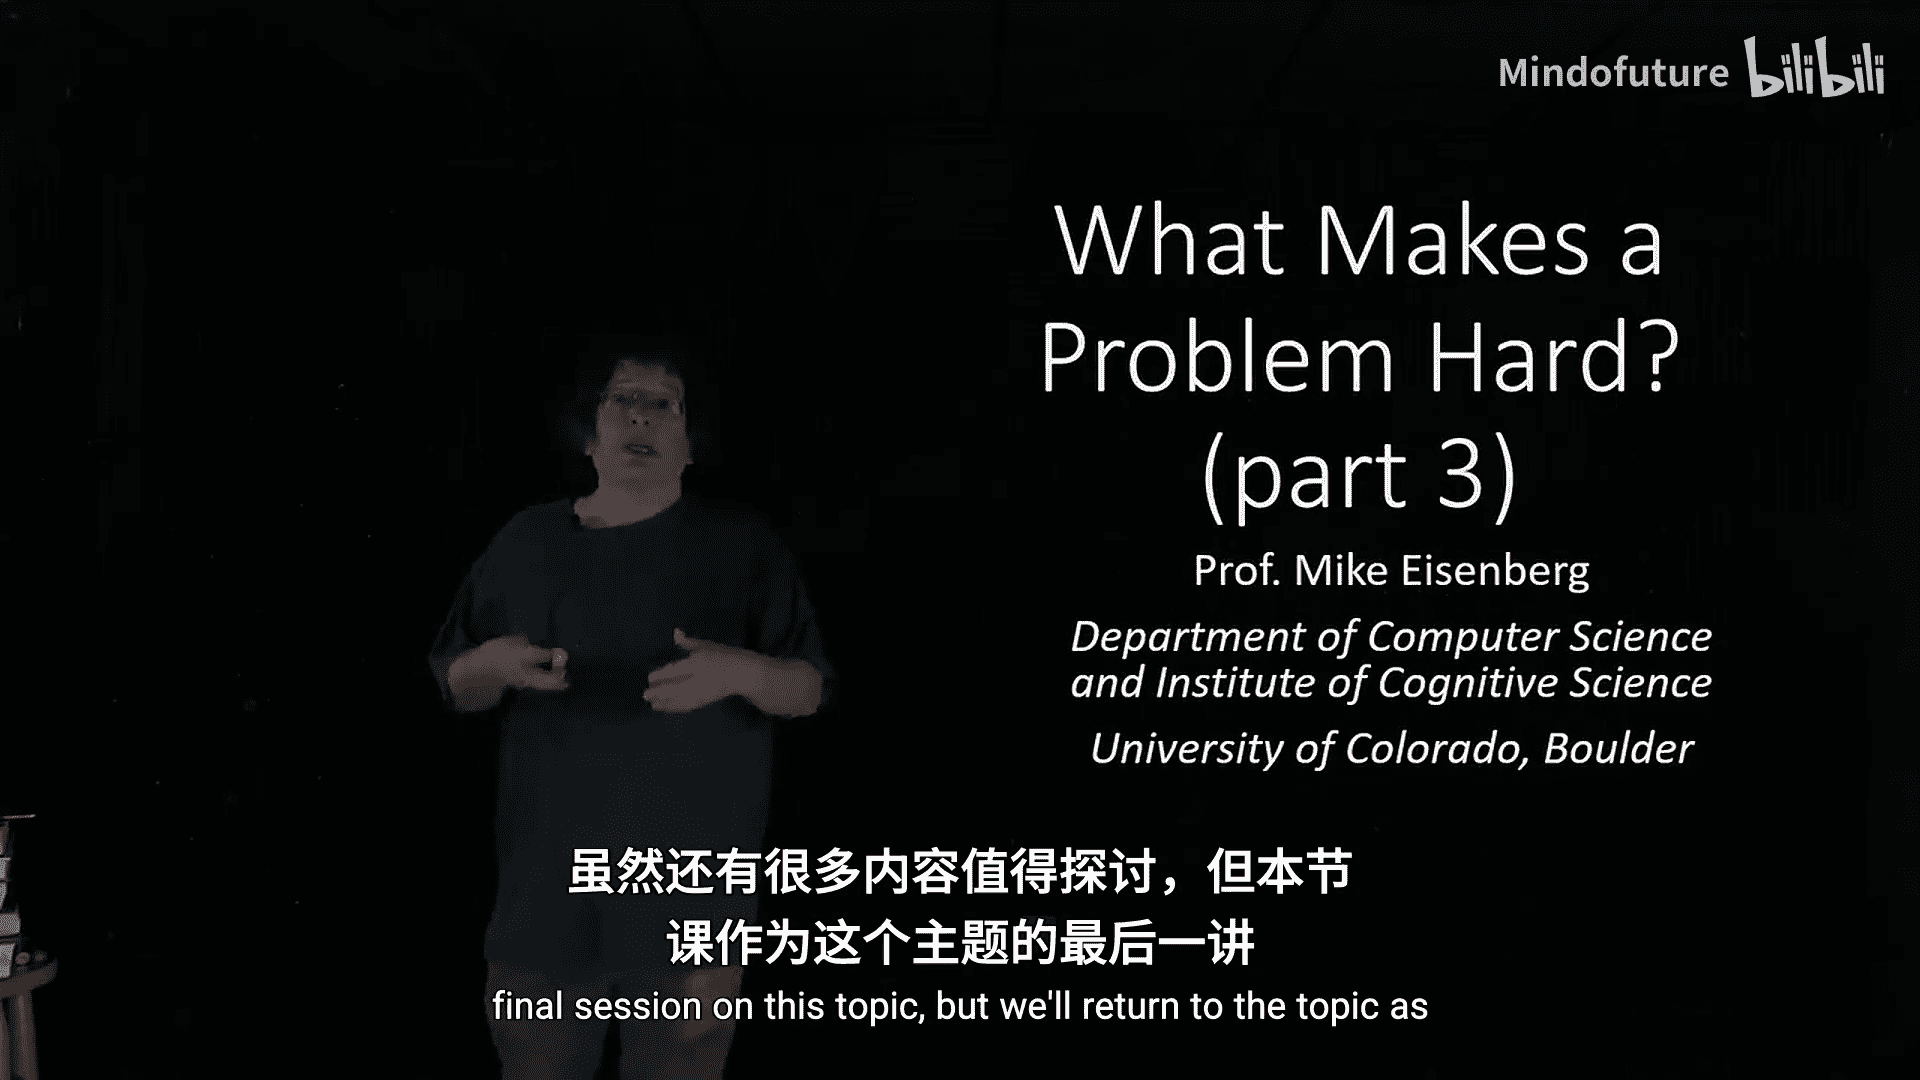 Mindofuture bilibili
What Makes a
Problem Hard?
(part 3)
Prof. Mike Eisenberg
Department of Computer Science
and Institute of Cognitive Science
University of Colorado, Boulder
虽然还有很多内容值得探讨，但本节
课作为这个主题的最后一讲
final session on this topic, but we'll return to the topic as